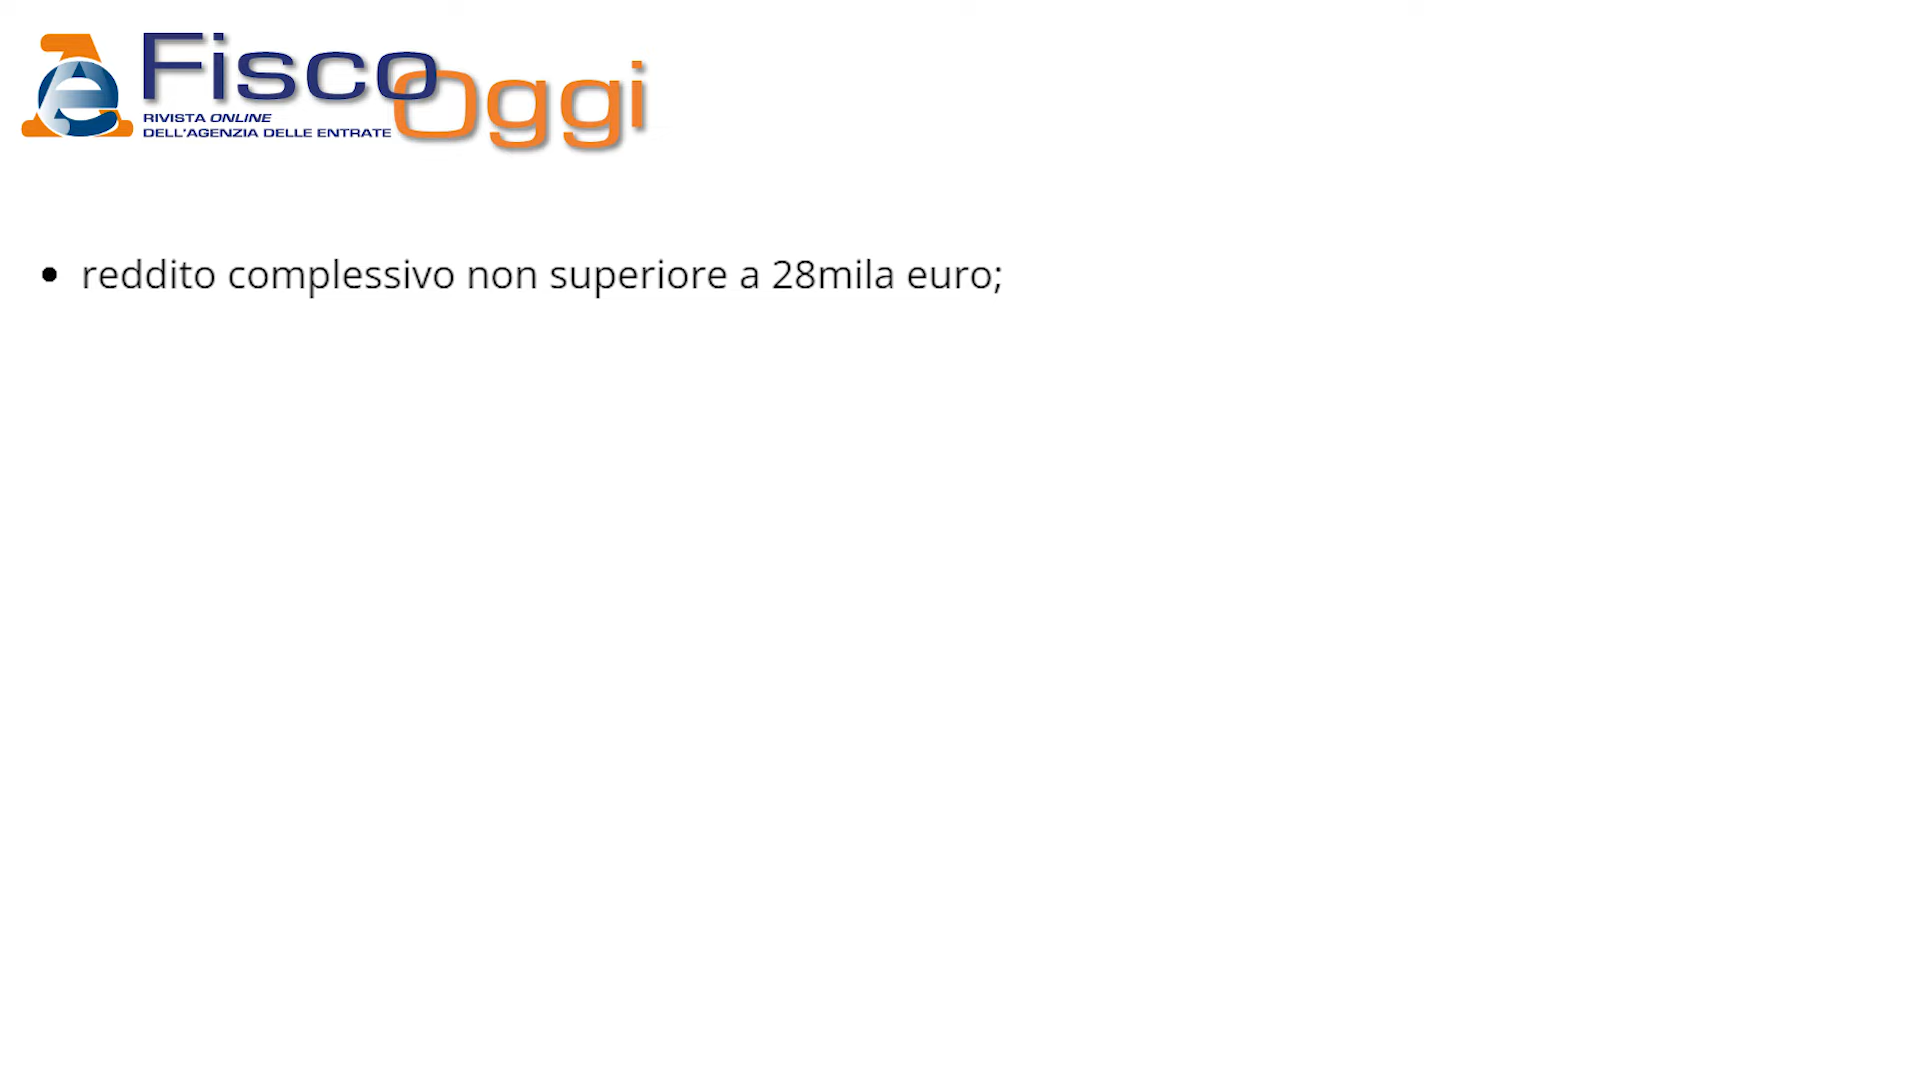 Fisco Oggi
RIVISTA ONLINE
DELL'AGENZIA DELLE ENTRATE
• reddito complessivo non superiore a 28mila euro;